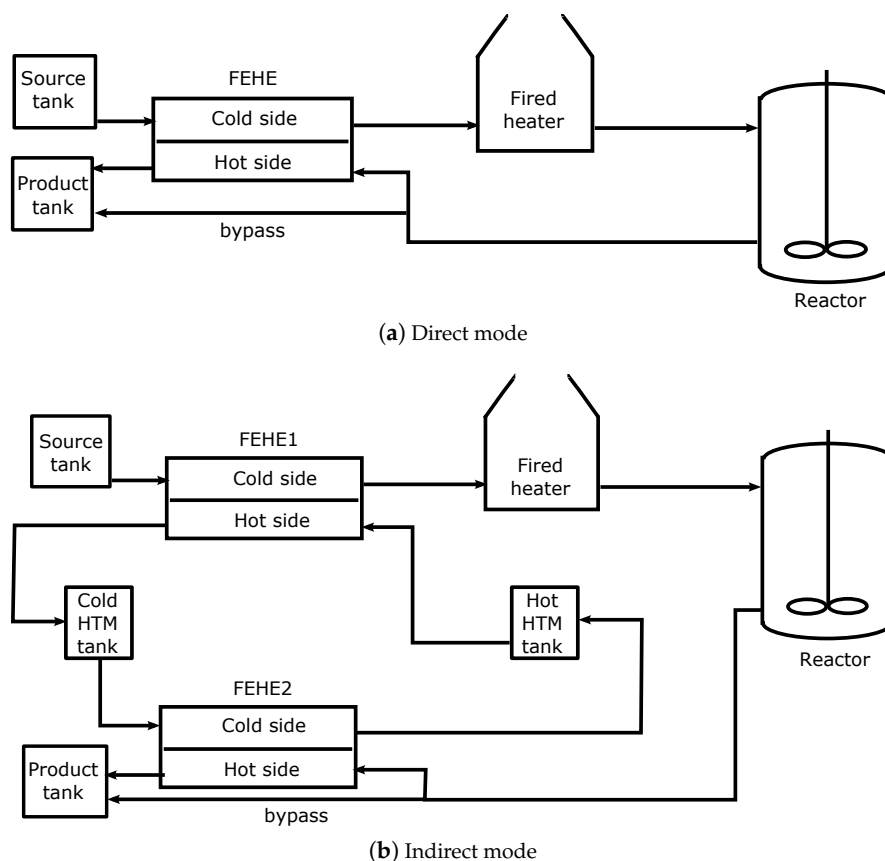 FEHE
Source
tank
Cold side
Hot side
Fired
heater
Product
tank
bypass
Reactor
(a) Direct mode
FEHE1
Source
tank
Cold side
Hot side
Fired
heater
Cold
HTM
tank
Hot
HTM
tank
Reactor
FEHE2
Cold side
Hot side
Product
tank
bypass
(b) Indirect mode